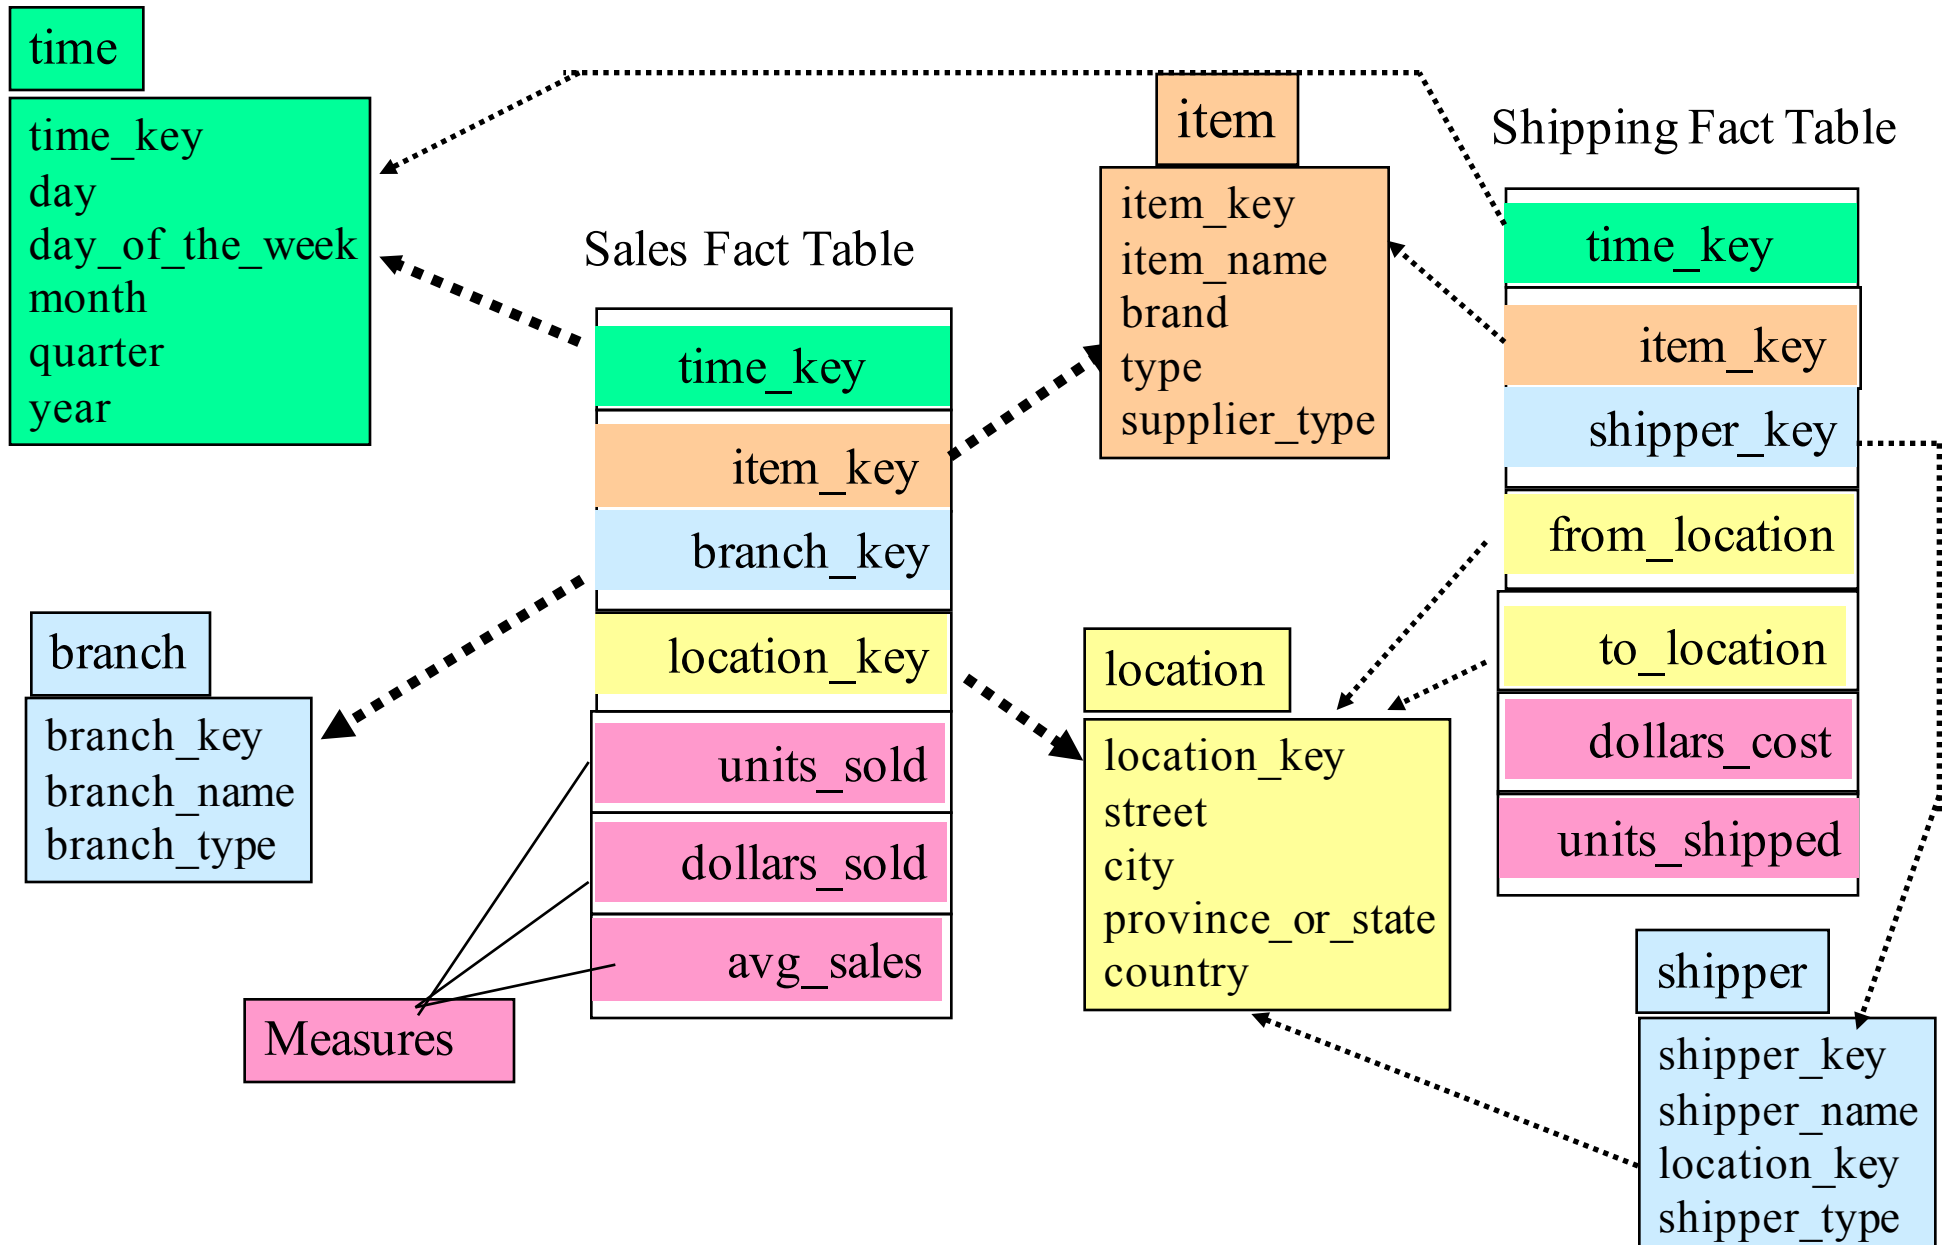 time
time_key
day
day_of_the_week
month
quarter
year
Sales Fact Table
time_key
item_key
branch_key
location_key
units_sold
dollars_sold
avg_sales
Measures
branch
branch_key
branch_name
branch_type
item
item_key
item_name
brand
type
supplier_type
location
location_key
street
city
province_or_state
country
Shipping Fact Table
time_key
item_key
shipper_key
from_location
to_location
dollars_cost
units_shipped
shipper
shipper_key
shipper_name
location_key
shipper_type